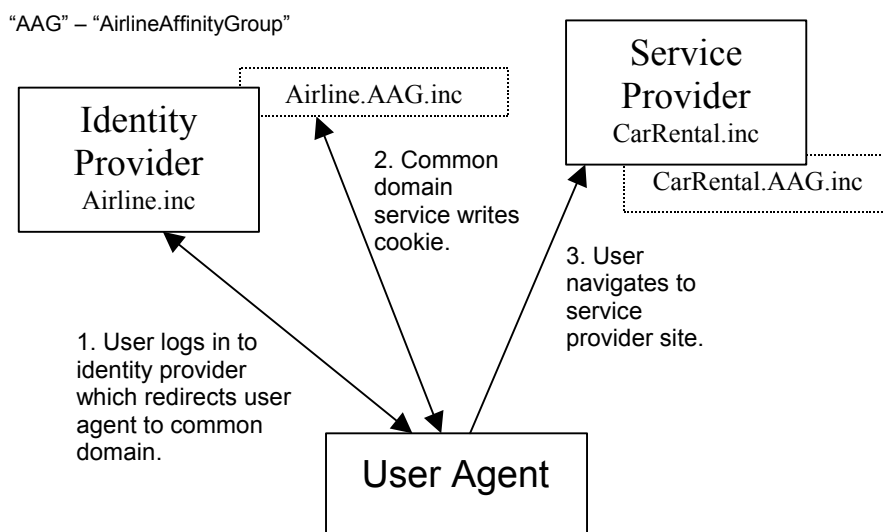 “AAG” – “AirlineAffinityGroup”
Identity
Provider
Airline.inc
Airline.AAG.inc
Service
Provider
CarRental.inc
CarRental.AAG.inc
2. Common
domain
service writes
cookie.
3. User
navigates to
service
provider site.
1. User logs in to
identity provider
which redirects user
agent to common
domain.
User Agent